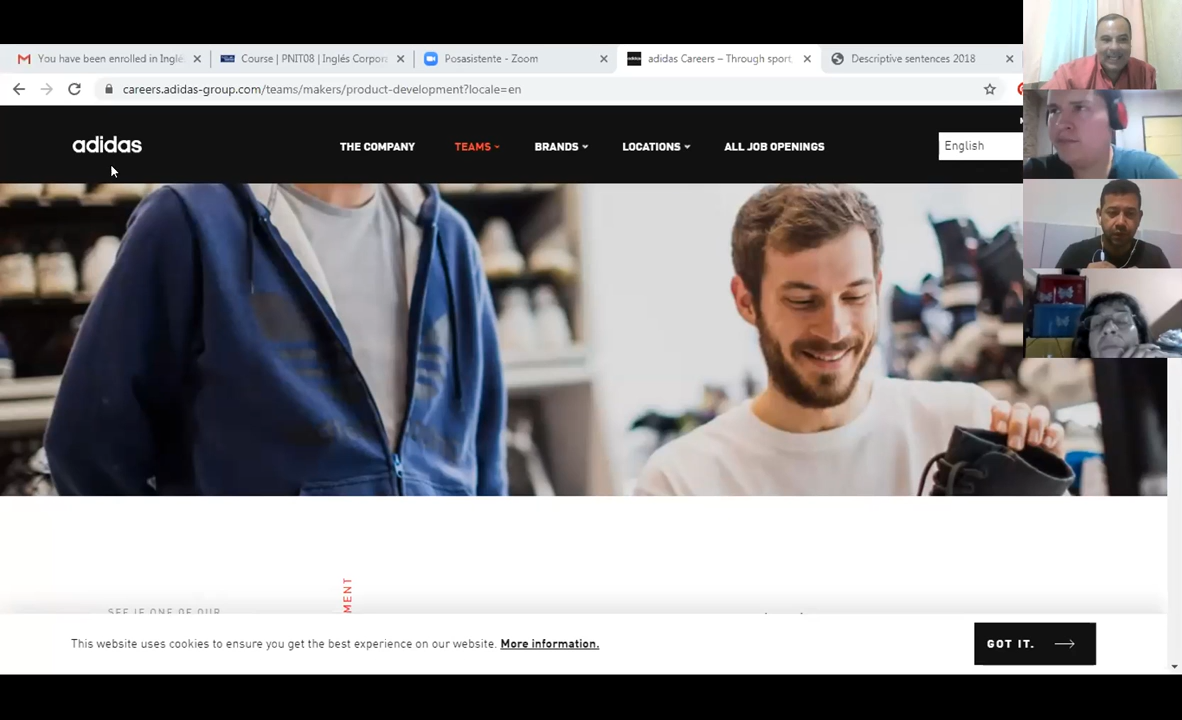 You have been enrolled in Inglé
Course | PNIT08 | Inglés Corpora
Posasistente - Zoom
adidas Careers – Through sport,
Descriptive sentences 2018
careers.adidas-group.com/teams/makers/product-development?locale=en
adidas
THE COMPANY
TEAMS
BRANDS
LOCATIONS
ALL JOB OPENINGS
English
SEE IF ONE OF OUR
MENT
This website uses cookies to ensure you get the best experience on our website. More information.
GOT IT.